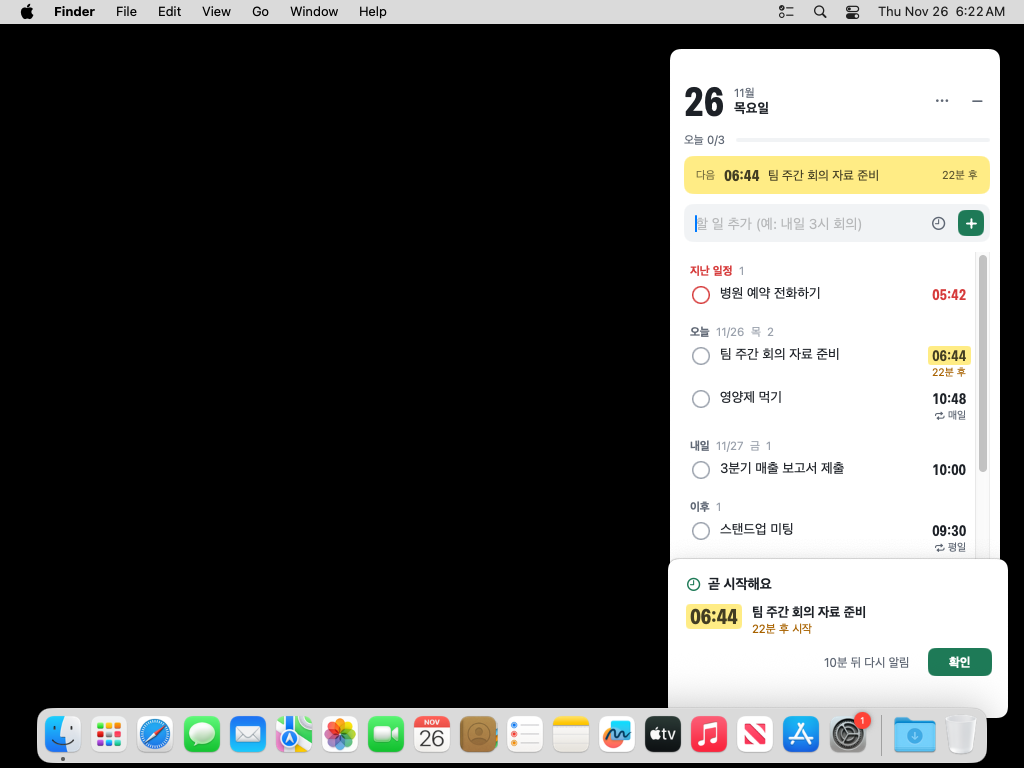 Finder File Edit View Go Window Help Thu Nov 26 6:22 AM
26
11월
목요일
오늘 0/3
다음 06:44 팀 주간 회의 자료 준비 22분 후
할 일 추가 (예: 내일 3시 회의)
지난 일정 1
병원 예약 전화하기 05:42
오늘 11/26 목 2
팀 주간 회의 자료 준비 06:44
22분 후
영양제 먹기 10:48
매일
내일 11/27 금 1
3분기 매출 보고서 제출 10:00
이후 1
스탠드업 미팅 09:30
평일
곧 시작해요
06:44 팀 주간 회의 자료 준비
22분 후 시작
10분 뒤 다시 알림 확인
NOV
26
tv
1